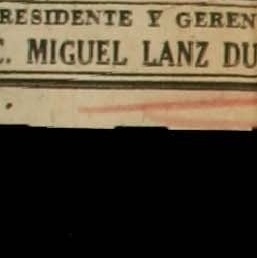 RESIDENTE Y GEREN
C. MIGUEL LANZ DU